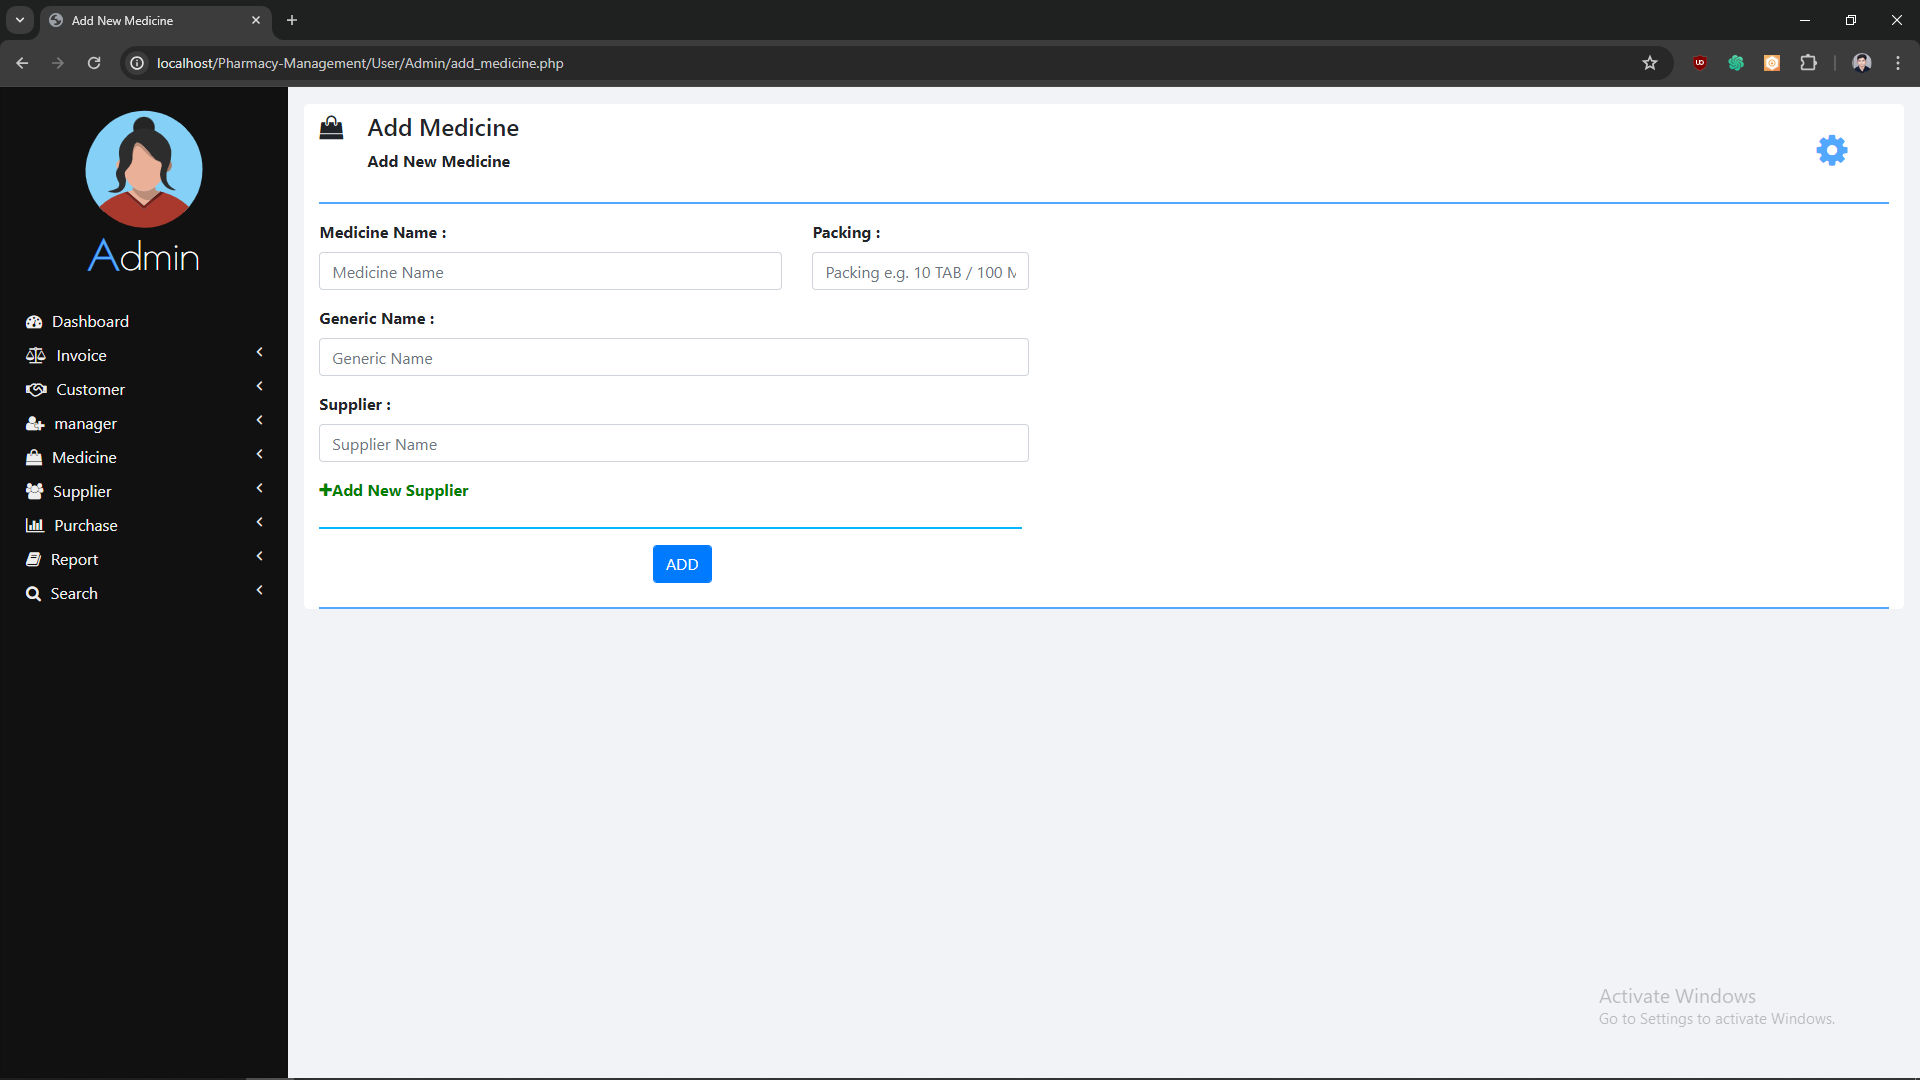 Add New Medicine
localhost/Pharmacy-Management/User/Admin/add_medicine.php
Admin
Dashboard
Invoice
Customer
manager
Medicine
Supplier
Purchase
Report
Search
Add Medicine
Add New Medicine
Medicine Name :
Medicine Name
Packing :
Packing e.g. 10 TAB / 100 M
Generic Name :
Generic Name
Supplier :
Supplier Name
Add New Supplier
ADD
Activate Windows
Go to Settings to activate Windows.